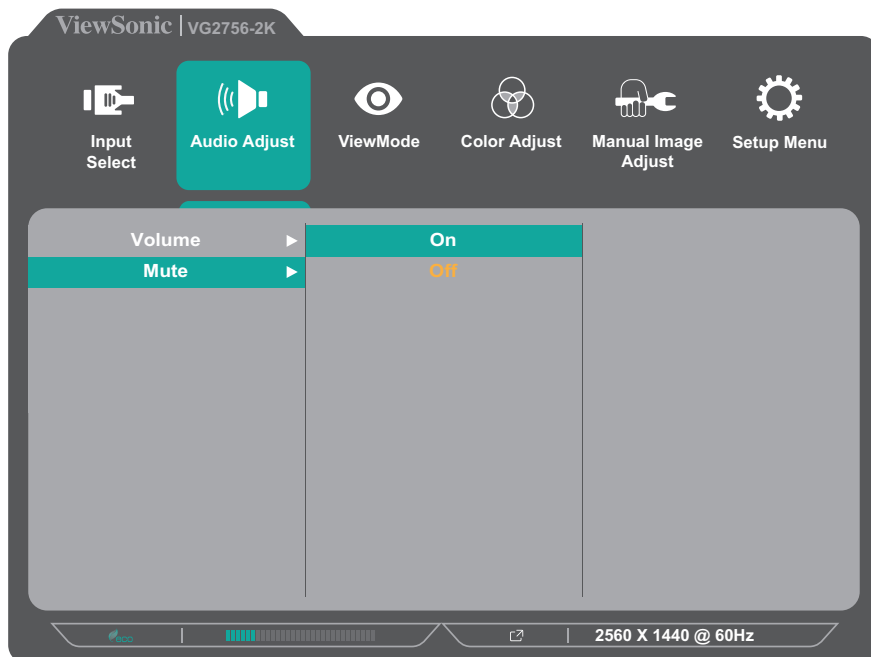 ViewSonic VG2756-2K
Input Select
Audio Adjust
ViewMode
Color Adjust
Manual Image Adjust
Setup Menu
Volume
On
Mute
Off
eco
2560 X 1440 @ 60Hz